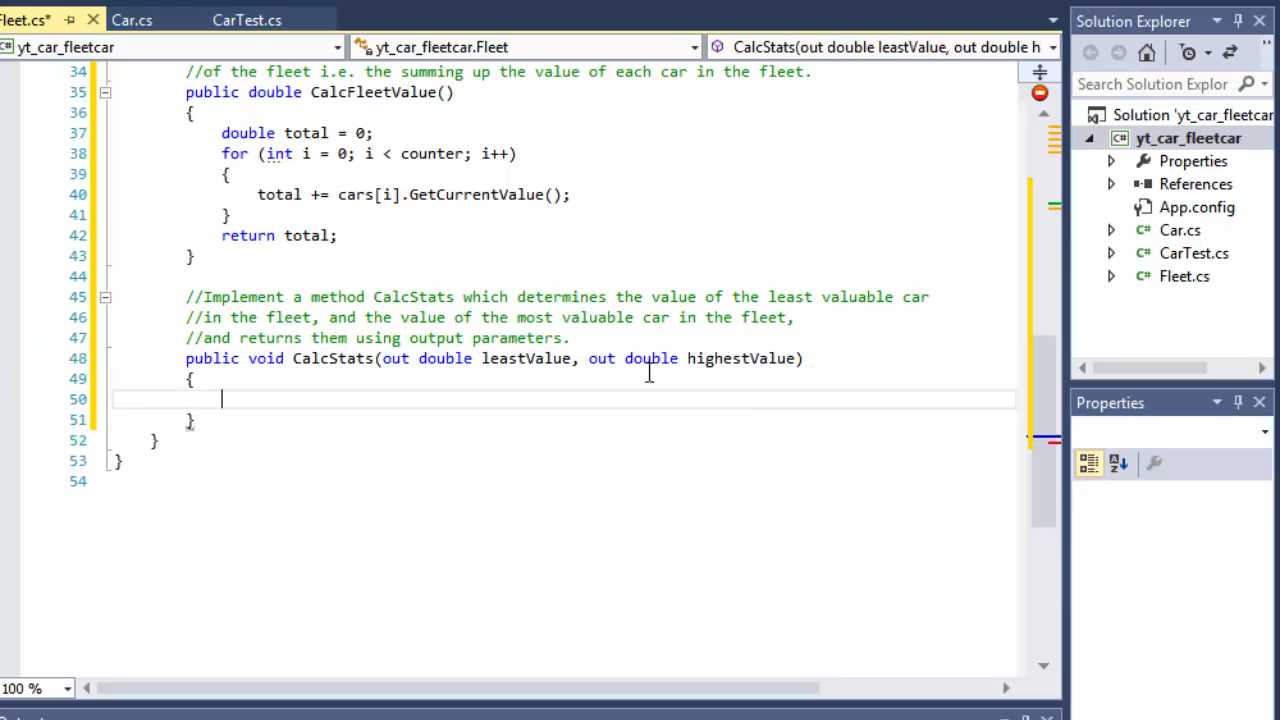 Fleet.cs* Car.cs CarTest.cs
yt_car_fleetcar yt_car_fleetcar.Fleet CalcStats(out double leastValue, out double h
34 //of the fleet i.e. the summing up the value of each car in the fleet.
35 public double CalcFleetValue()
36 {
37 double total = 0;
38 for (int i = 0; i < counter; i++)
39 {
40 total += cars[i].GetCurrentValue();
41 }
42 return total;
43 }
44
45 //Implement a method CalcStats which determines the value of the least valuable car
46 //in the fleet, and the value of the most valuable car in the fleet,
47 //and returns them using output parameters.
48 public void CalcStats(out double leastValue, out double highestValue)
49 {
50
51 }
52 }
53 }
54
100 %
Solution Explorer
Search Solution Explor
Solution 'yt_car_fleetcar
C# yt_car_fleetcar
Properties
References
App.config
C# Car.cs
C# CarTest.cs
C# Fleet.cs
Properties